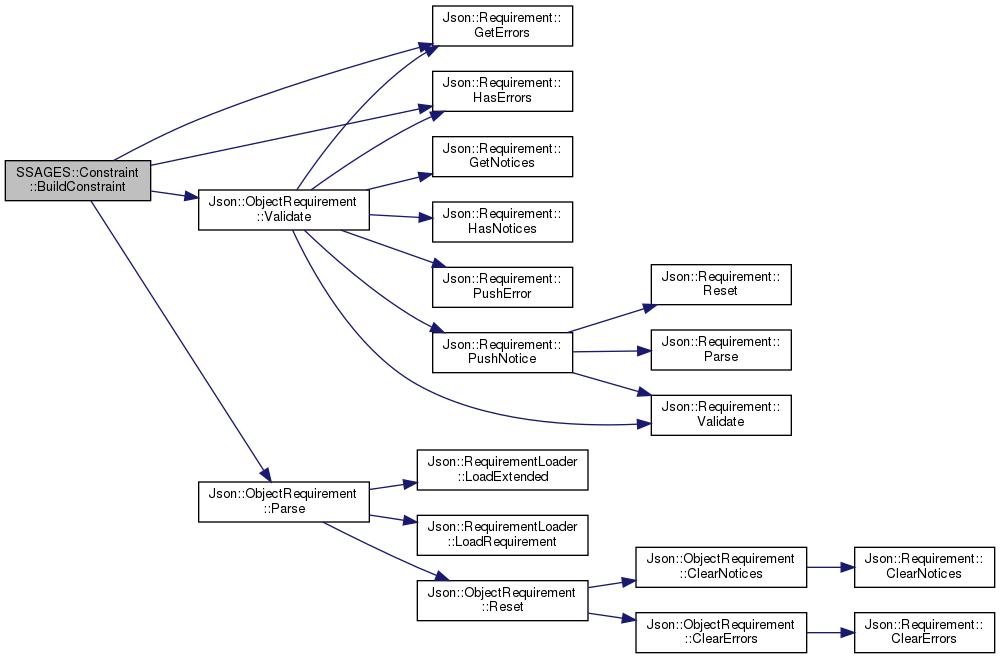 SSAGES::Constraint
::BuildConstraint
Json::Requirement::
GetErrors
Json::Requirement::
HasErrors
Json::ObjectRequirement
::Validate
Json::Requirement::
GetNotices
Json::Requirement::
HasNotices
Json::Requirement::
PushError
Json::Requirement::
PushNotice
Json::Requirement::
Reset
Json::Requirement::
Parse
Json::Requirement::
Validate
Json::ObjectRequirement
::Parse
Json::RequirementLoader
::LoadExtended
Json::RequirementLoader
::LoadRequirement
Json::ObjectRequirement
::Reset
Json::ObjectRequirement
::ClearNotices
Json::Requirement::
ClearNotices
Json::ObjectRequirement
::ClearErrors
Json::Requirement::
ClearErrors